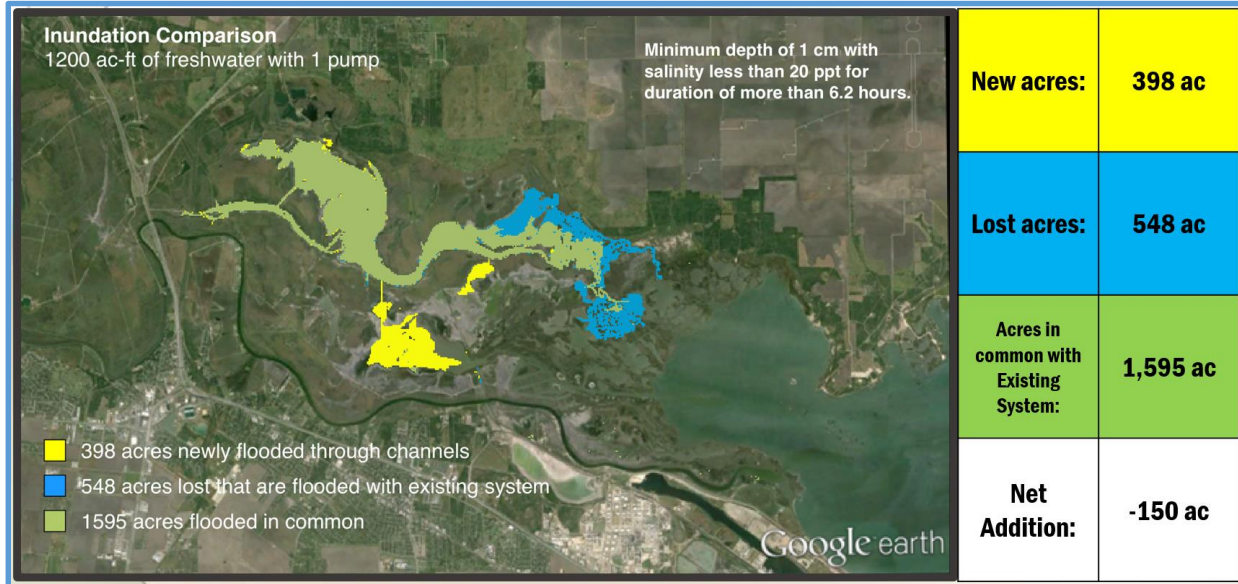 Inundation Comparison
1200 ac-ft of freshwater with 1 pump
Minimum depth of 1 cm with
salinity less than 20 ppt for
duration of more than 6.2 hours.
398 acres newly flooded through channels
548 acres lost that are flooded with existing system
1595 acres flooded in common
Google earth
New acres: 398 ac
Lost acres: 548 ac
Acres in
common with
Existing
System:
1,595 ac
Net
Addition:
-150 ac